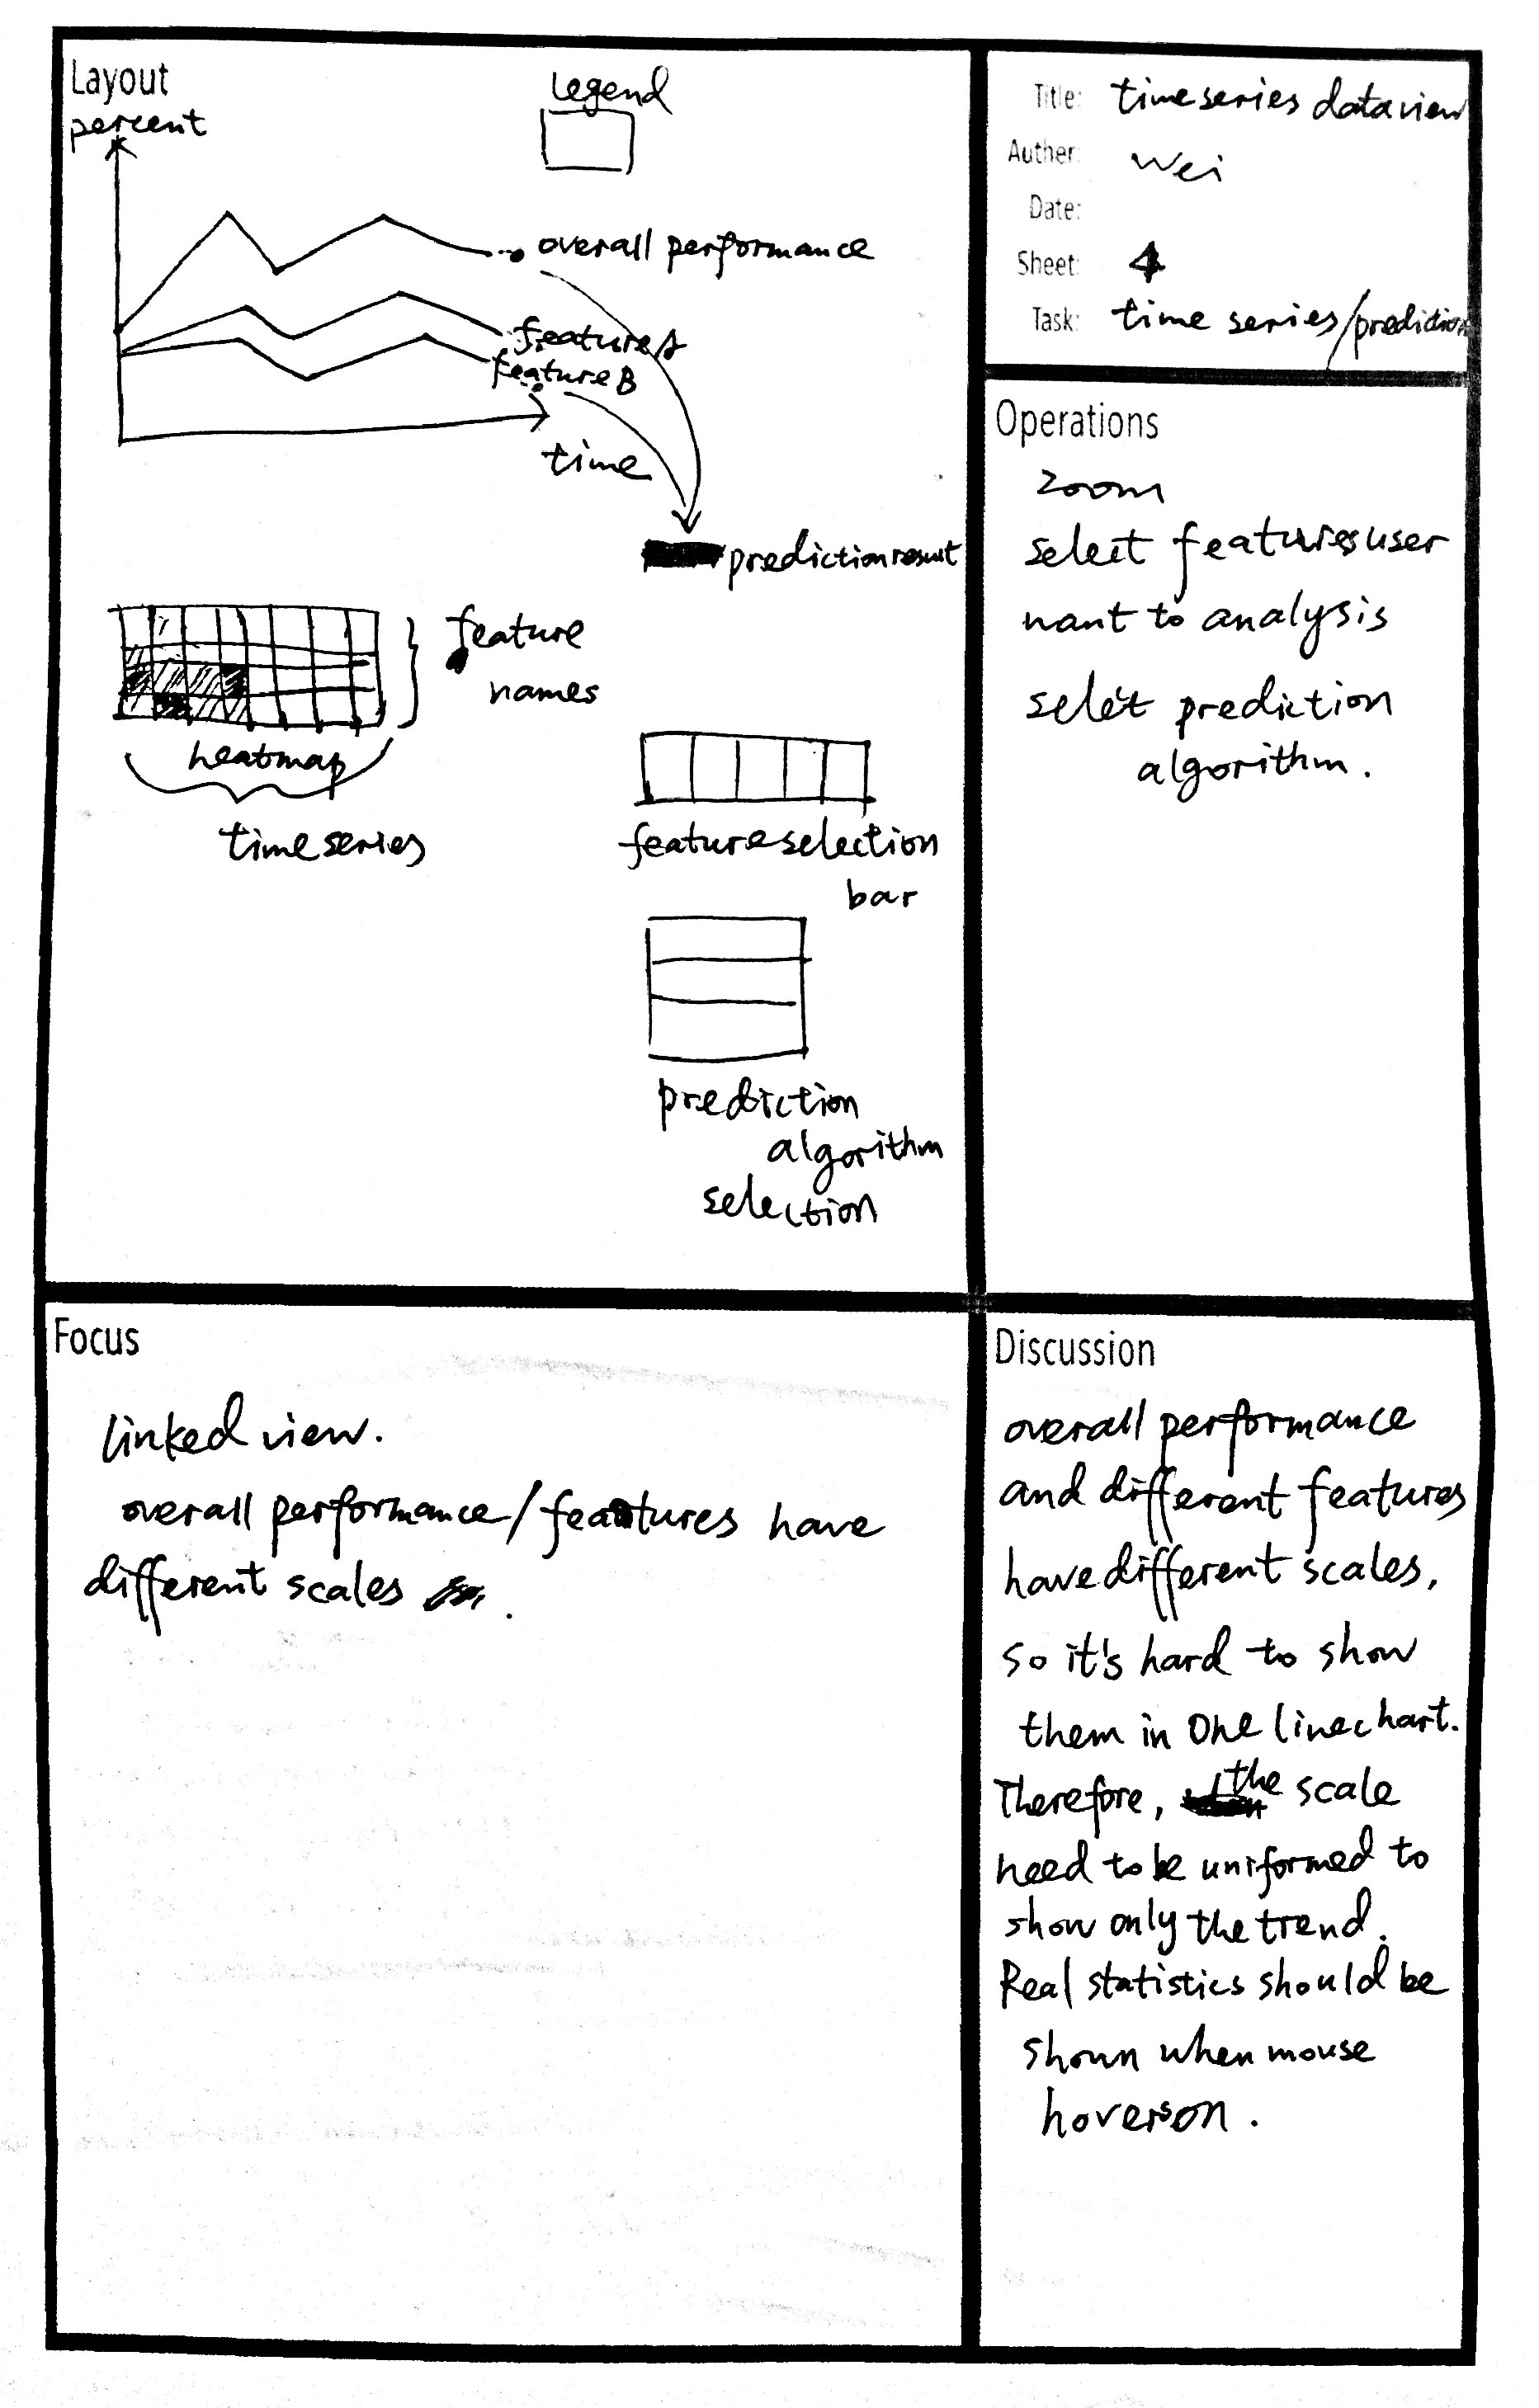 Layout
percent
Legend
overall performance
feature A
feature B
time
prediction result
feature
names
heatmap
time series
feature selection
bar
prediction
algorithm
selection
Title: time series data view
Auther: Wei
Date:
Sheet: 4
Task: time series/prediction
Operations
zoom
select features user
want to analysis
select prediction
algorithm.
Focus
linked view.
overall performance/features have
different scales .
Discussion
overall performance
and different features
have different scales,
so it's hard to show
them in one linechart.
Therefore, the scale
need to be uniformed to
show only the trend.
Real statistics should be
shown when mouse
hovers on.